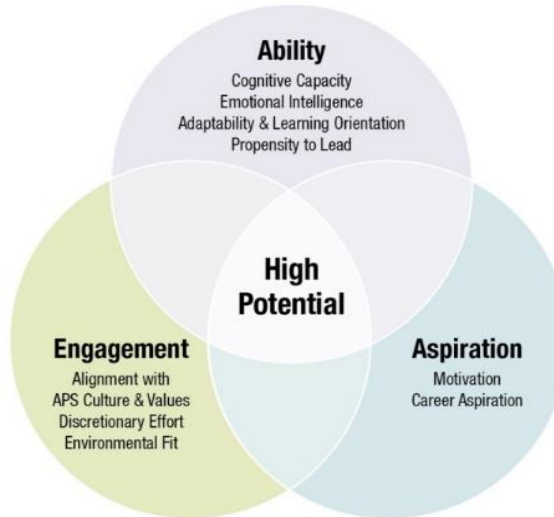 Ability
Cognitive Capacity
Emotional Intelligence
Adaptability & Learning Orientation
Propensity to Lead
High
Potential
Engagement
Alignment with
APS Culture & Values
Discretionary Effort
Environmental Fit
Aspiration
Motivation
Career Aspiration